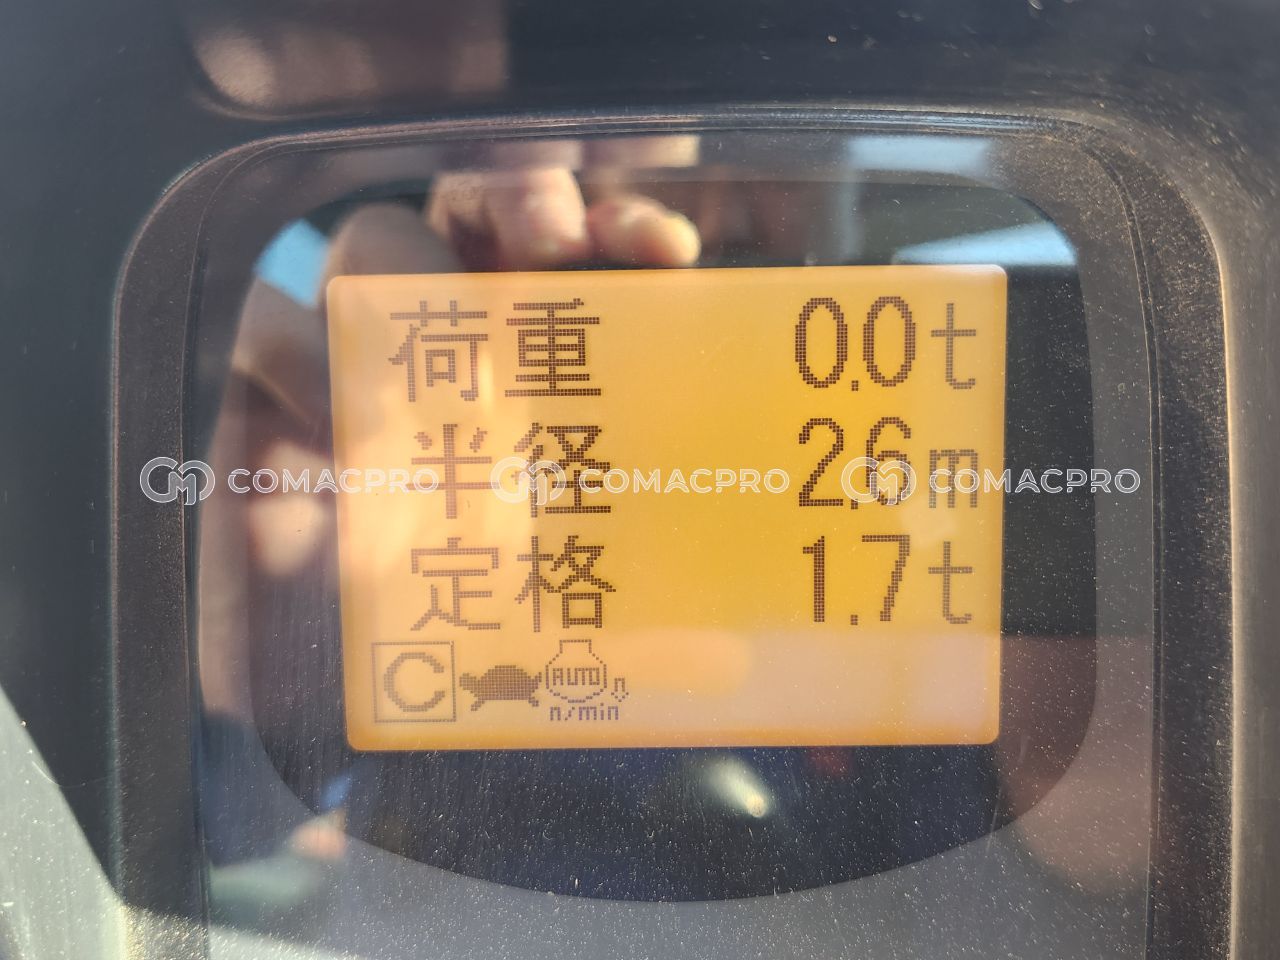 荷重 0.0t
半径 2.6m
定格 1.7t
C AUTO
n/min
COMACPRO COMACPRO COMACPRO